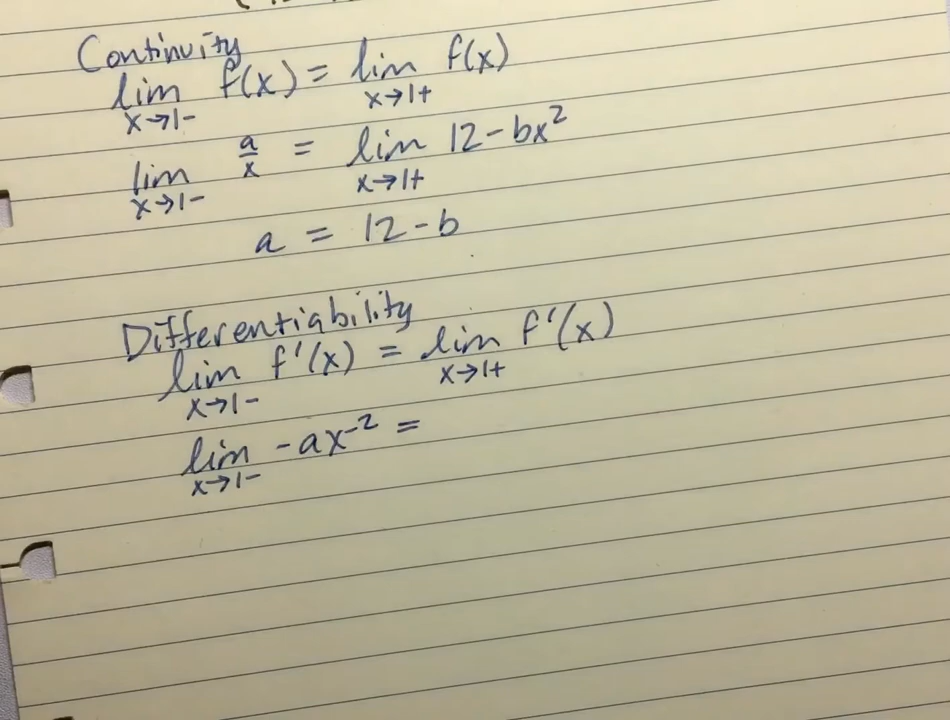 Continuity
lim x→1- f(x) = lim x→1+ f(x)
lim x→1- a/x = lim x→1+ 12-bx²
a = 12-b
Differentiability
lim x→1- f'(x) = lim x→1+ f'(x)
lim x→1- -ax⁻² =